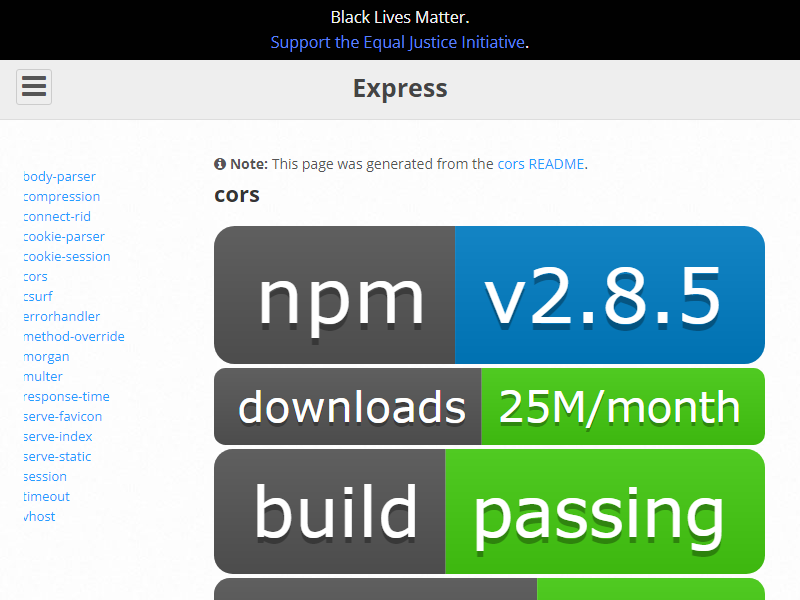 Black Lives Matter.
Support the Equal Justice Initiative.
Express
Note: This page was generated from the cors README.
cors
body-parser
compression
connect-rid
cookie-parser
cookie-session
cors
csurf
errorhandler
method-override
morgan
multer
response-time
serve-favicon
serve-index
serve-static
session
timeout
vhost
npm v2.8.5
downloads 25M/month
build passing